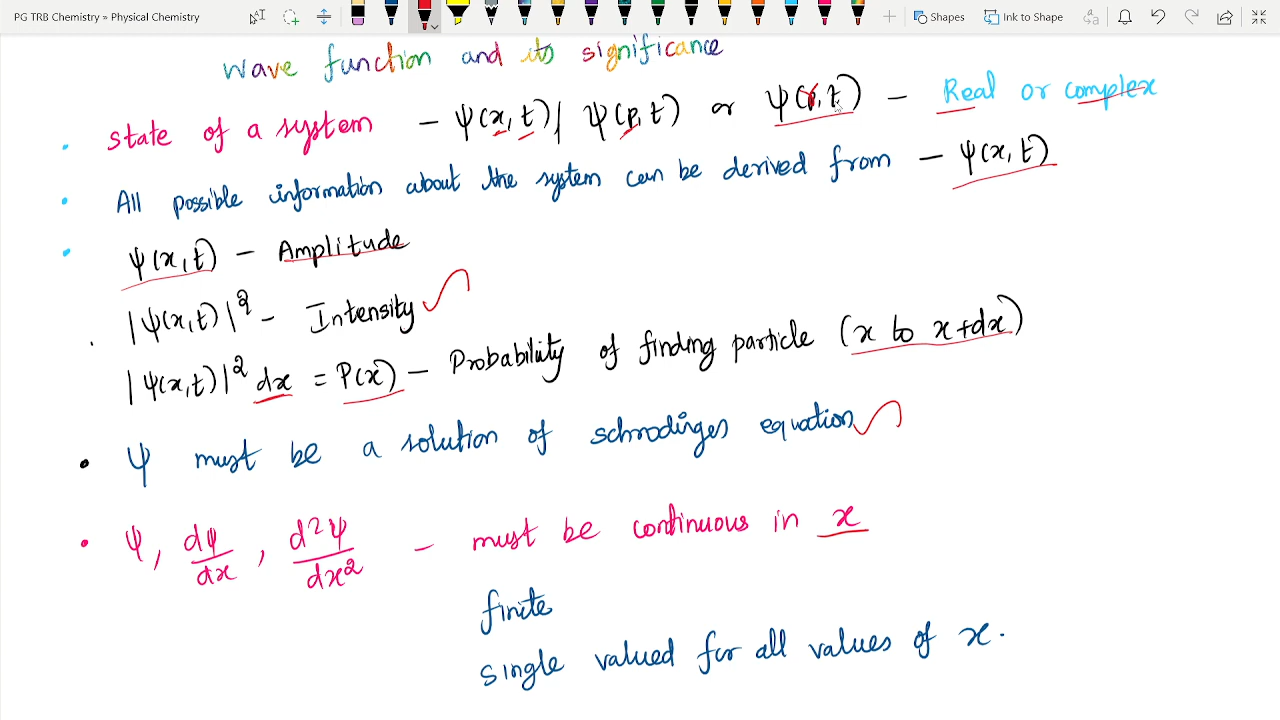 PG TRB Chemistry » Physical Chemistry
Shapes
Ink to Shape
wave function and its significance
state of a system – ψ(x, t)| ψ(p, t) or ψ(r, t) – Real or complex
All possible information about the system can be derived from – ψ(x, t)
ψ(x, t) – Amplitude
|ψ(x, t)|² – Intensity
|ψ(x, t)|² dx = P(x) – Probability of finding particle (x to x+dx)
ψ must be a solution of schrodinges equation
ψ, dψ/dx, d²ψ/dx² – must be continuous in x
finite
single valued for all values of x.